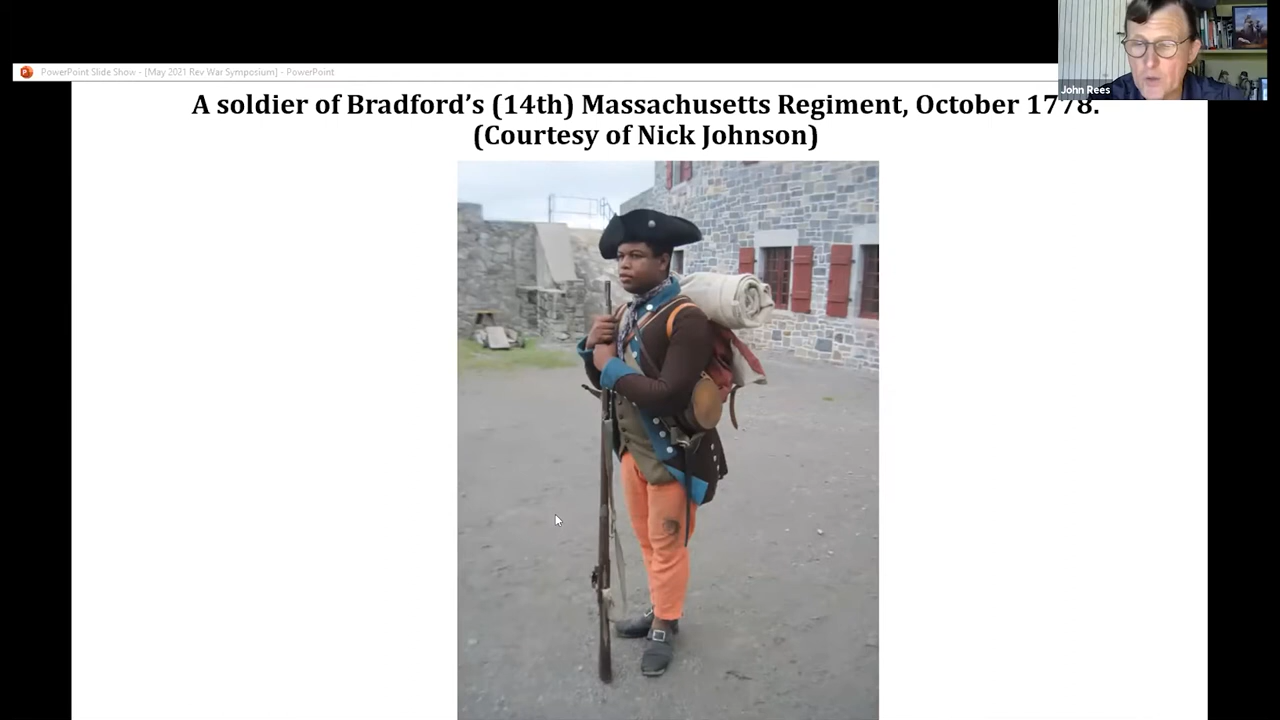 PowerPoint Slide Show - [May 2021 Rev War Symposium] - PowerPoint
John Rees
A soldier of Bradford’s (14th) Massachusetts Regiment, October 1778.
(Courtesy of Nick Johnson)